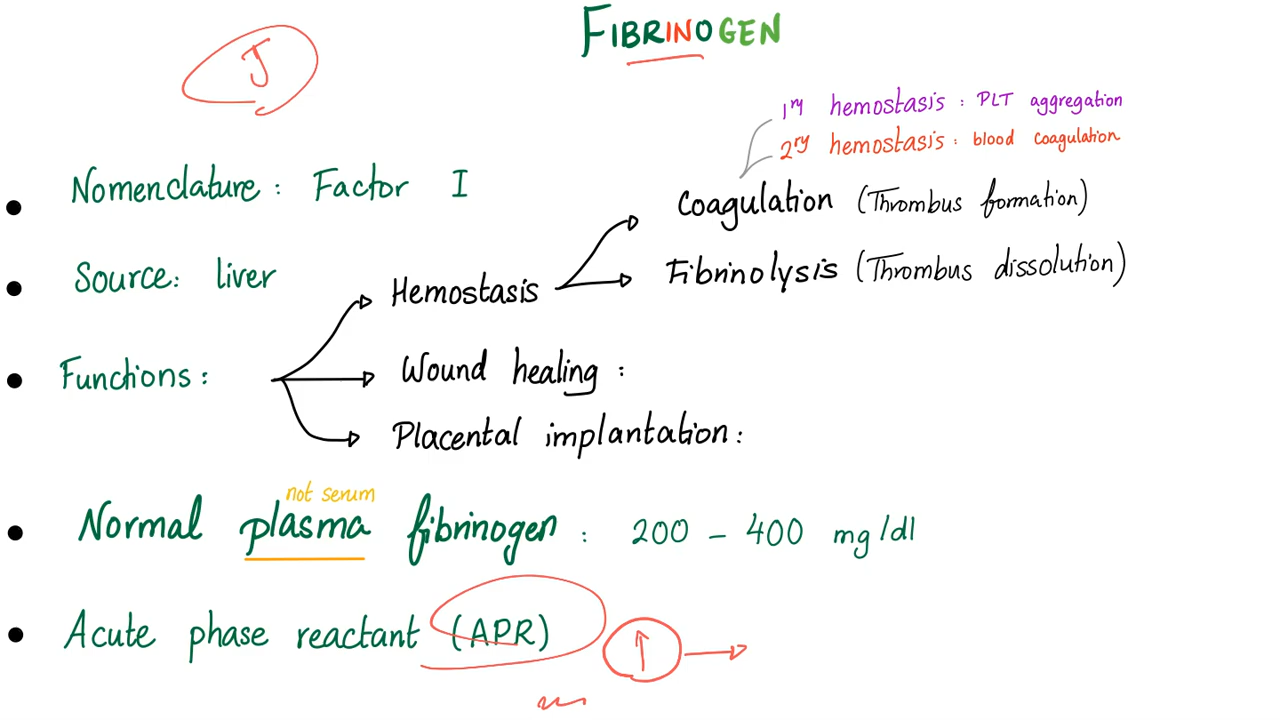 FIBRINOGEN
J
1ry hemostasis : PLT aggregation
2ry hemostasis : blood coagulation
• Nomenclature : Factor I
Coagulation (Thrombus formation)
• Source : liver
Hemostasis
Fibrinolysis (Thrombus dissolution)
• Functions :
Wound healing :
Placental implantation :
not serum
• Normal plasma fibrinogen : 200 – 400 mg/dl
• Acute phase reactant (APR) ↑ →